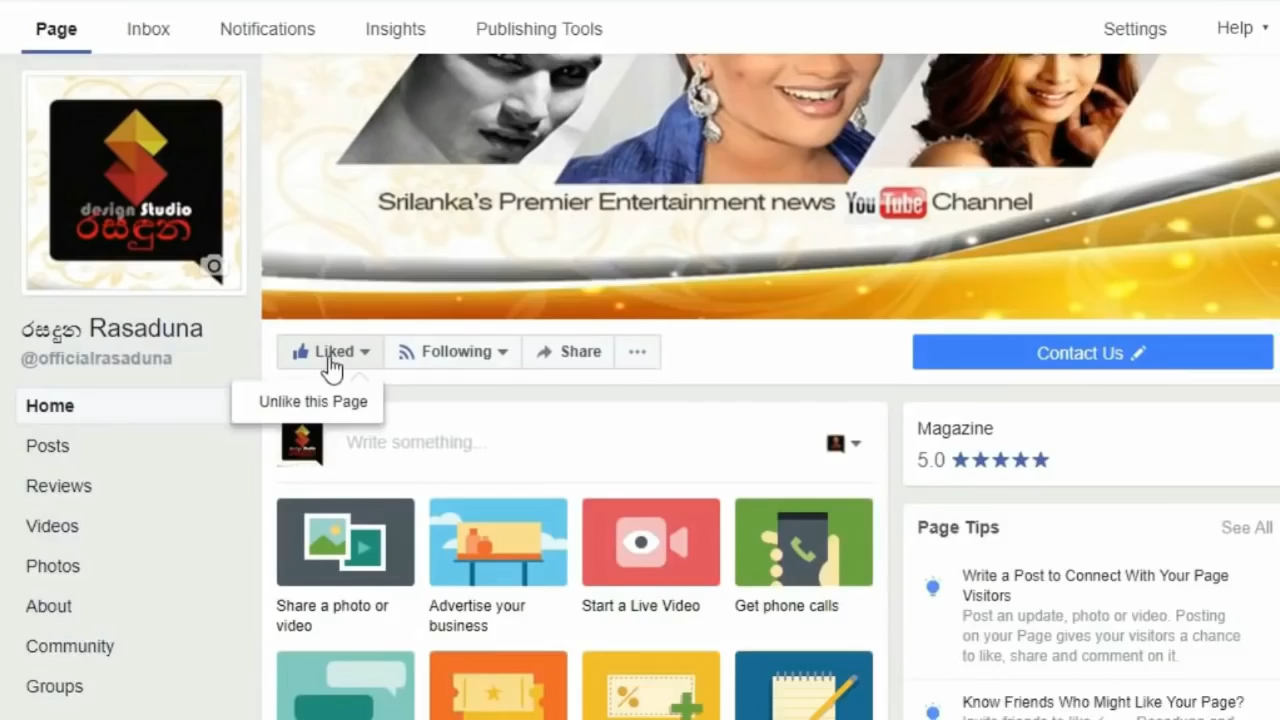 Page Inbox Notifications Insights Publishing Tools Settings Help
Srilanka's Premier Entertainment news YouTube Channel
design Studio
රසදුන
රසදුන Rasaduna
@officialrasaduna
Liked Following Share ... Contact Us
Unlike this Page
Home
Posts
Reviews
Videos
Photos
About
Community
Groups
Write something...
Share a photo or
video
Advertise your
business
Start a Live Video
Get phone calls
Magazine
5.0
Page Tips See All
Write a Post to Connect With Your Page
Visitors
Post an update, photo or video. Posting
on your Page gives your visitors a chance
to like, share and comment on it.
Know Friends Who Might Like Your Page?